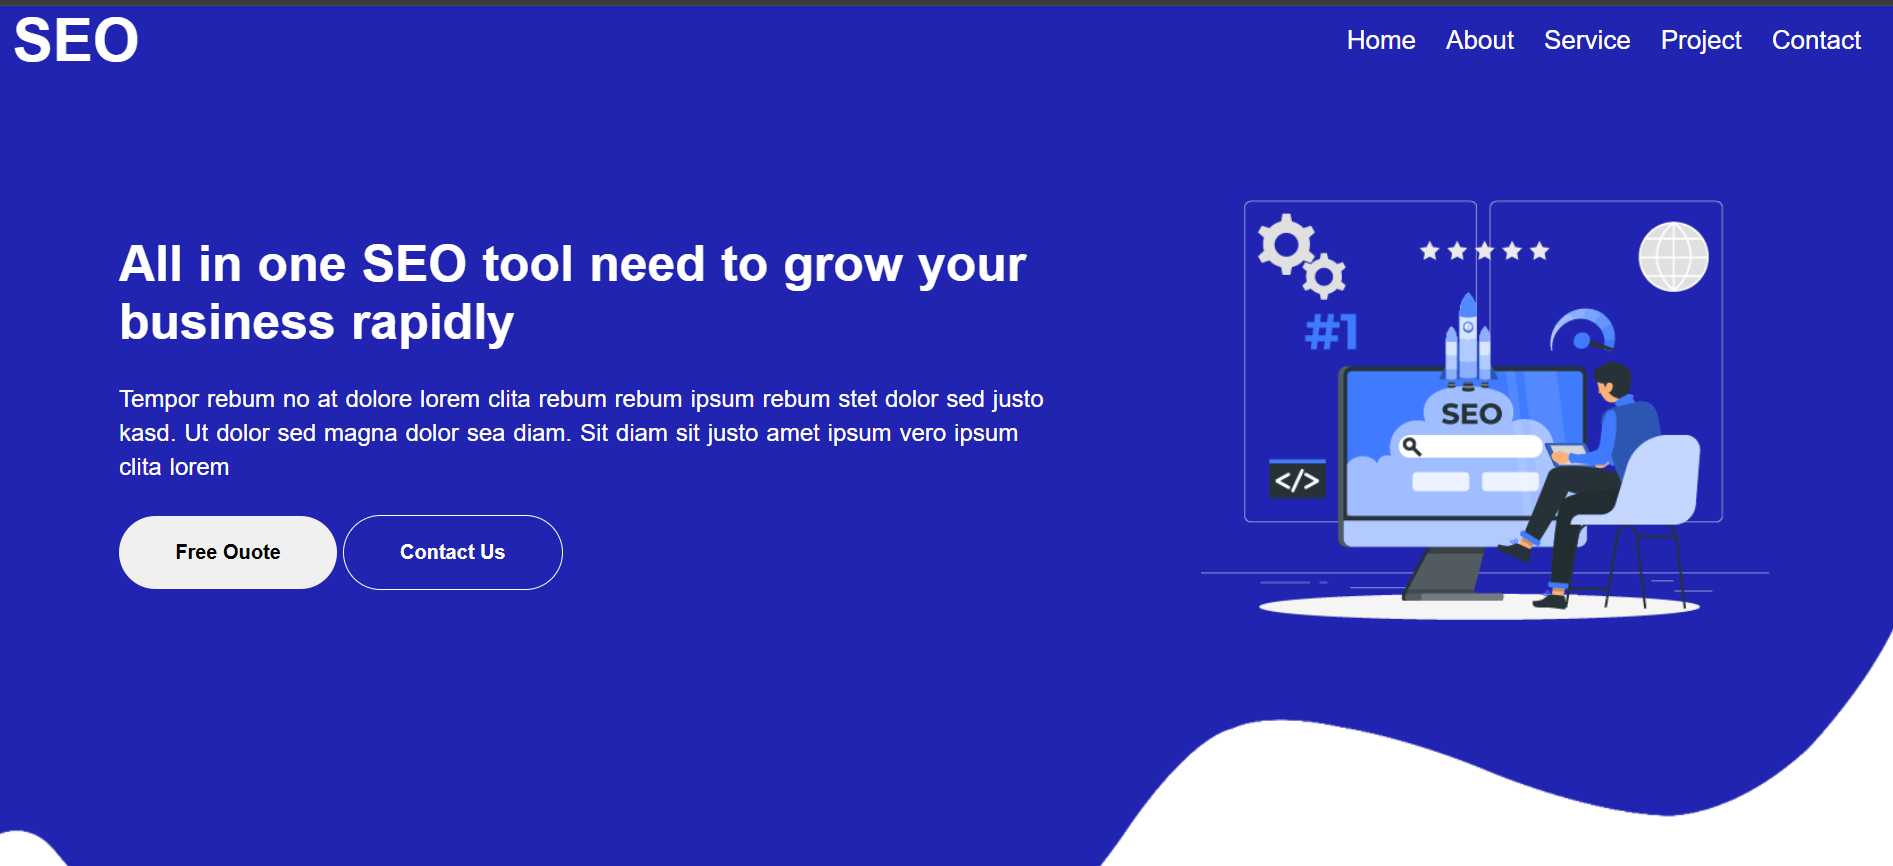 SEO
Home About Service Project Contact
All in one SEO tool need to grow your
business rapidly
Tempor rebum no at dolore lorem clita rebum rebum ipsum rebum stet dolor sed justo
kasd. Ut dolor sed magna dolor sea diam. Sit diam sit justo amet ipsum vero ipsum
clita lorem
Free Ouote
Contact Us
#1
SEO
</>